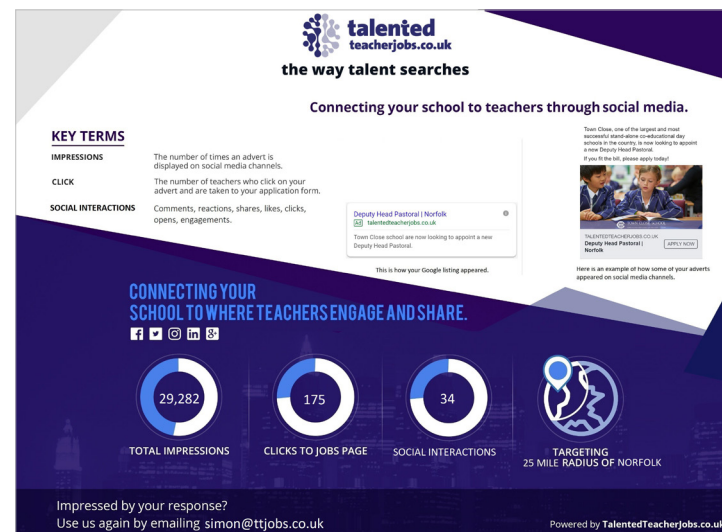 talented
teacherjobs.co.uk
the way talent searches
Connecting your school to teachers through social media.
KEY TERMS
IMPRESSIONS
The number of times an advert is
displayed on social media channels.
CLICK
The number of teachers who click on your
advert and are taken to your application form.
SOCIAL INTERACTIONS
Comments, reactions, shares, likes, clicks,
opens, engagements.
Deputy Head Pastoral | Norfolk
Ad talentedteacherjobs.co.uk
Town Close school are now looking to appoint a new
Deputy Head Pastoral.
This is how your Google listing appeared.
Town Close, one of the largest and most
successful stand-alone co-educational day
schools in the country, is now looking to appoint
a new Deputy Head Pastoral.
If you fit the bill, please apply today!
TOWN CLOSE SCHOOL
TALENTEDTEACHERJOBS.CO.UK
Deputy Head Pastoral |
Norfolk
APPLY NOW
Here is an example of how some of your adverts
appeared on social media channels.
CONNECTING YOUR
SCHOOL TO WHERE TEACHERS ENGAGE AND SHARE.
29,282
TOTAL IMPRESSIONS
175
CLICKS TO JOBS PAGE
34
SOCIAL INTERACTIONS
TARGETING
25 MILE RADIUS OF NORFOLK
Impressed by your response?
Use us again by emailing simon@ttjobs.co.uk
Powered by TalentedTeacherJobs.co.uk